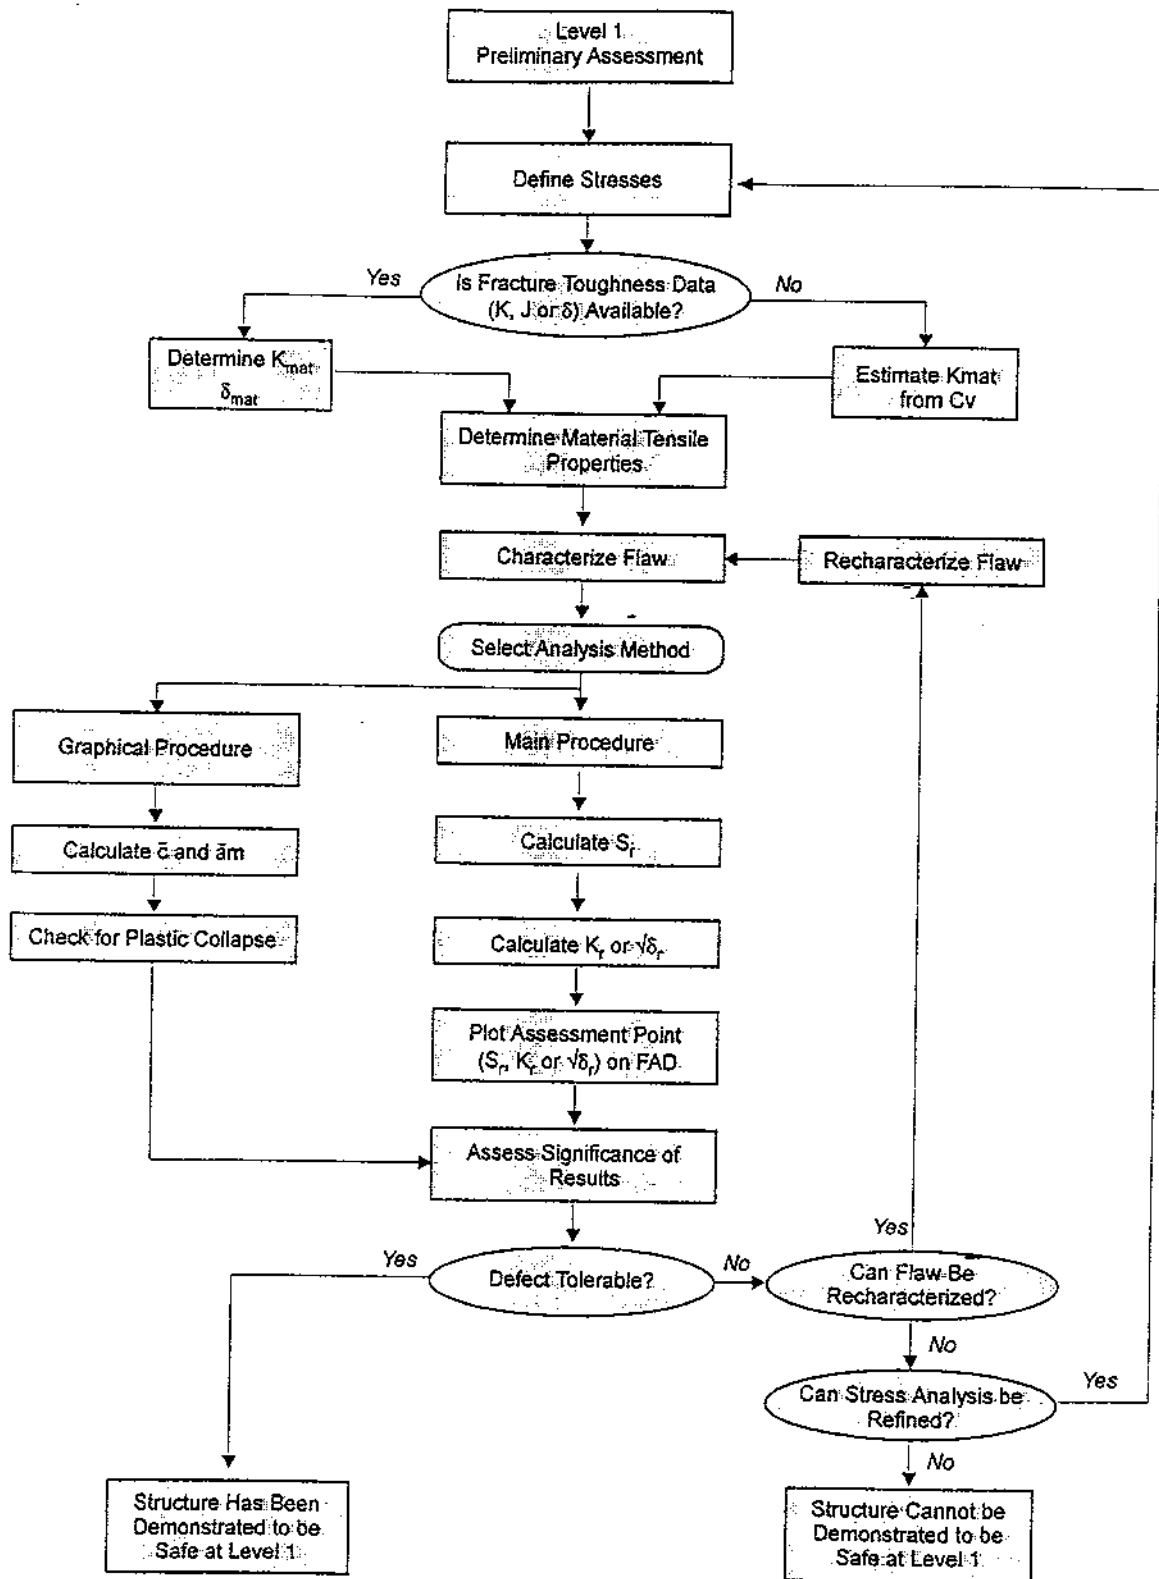 Level 1
Preliminary Assessment
Define Stresses
Yes
Is Fracture Toughness Data
(K, J or δ) Available?
No
Determine Kmat
δmat
Estimate Kmat
from Cv
Determine Material Tensile
Properties
Characterize Flaw
Recharacterize Flaw
Select Analysis Method
Graphical Procedure
Main Procedure
Calculate c̄ and ām
Calculate Sr
Check for Plastic Collapse
Calculate Kr or √δr
Plot Assessment Point
(Sr, Kr or √δr) on FAD
Assess Significance of
Results
Yes
Defect Tolerable?
No
Yes
Can Flaw Be
Recharacterized?
No
Can Stress Analysis be
Refined?
Yes
No
Structure Has Been
Demonstrated to be
Safe at Level 1
Structure Cannot be
Demonstrated to be
Safe at Level 1